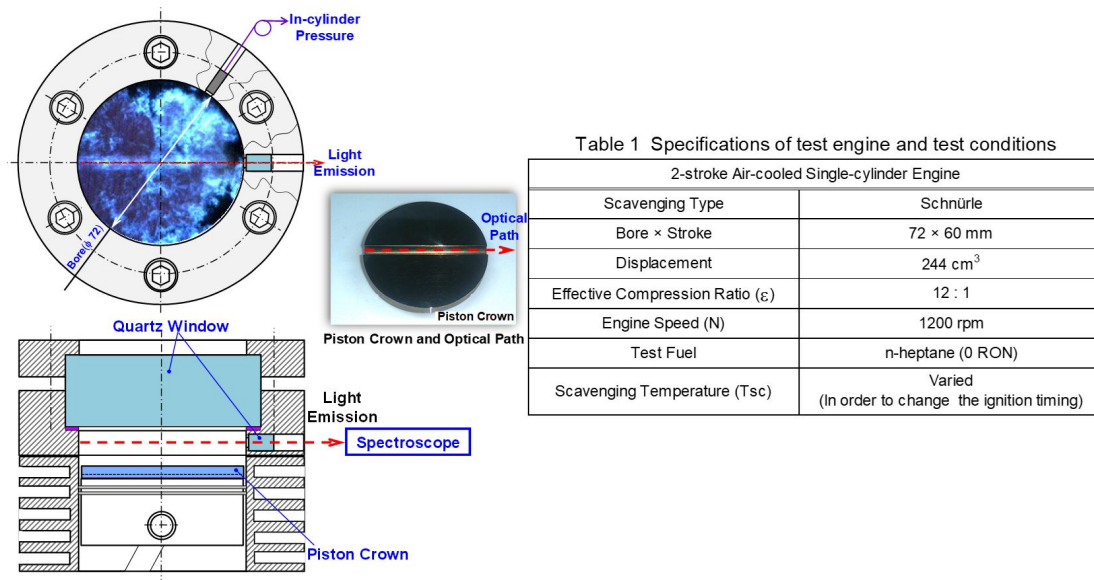 In-cylinder
Pressure
Light
Emission
Bore(ϕ 72)
Optical
Path
Piston Crown
Piston Crown and Optical Path
Quartz Window
Light
Emission
Spectroscope
Piston Crown
Table 1 Specifications of test engine and test conditions
2-stroke Air-cooled Single-cylinder Engine
Scavenging Type Schnürle
Bore × Stroke 72 × 60 mm
Displacement 244 cm³
Effective Compression Ratio (ε) 12 : 1
Engine Speed (N) 1200 rpm
Test Fuel n-heptane (0 RON)
Scavenging Temperature (Tsc) Varied
(In order to change the ignition timing)